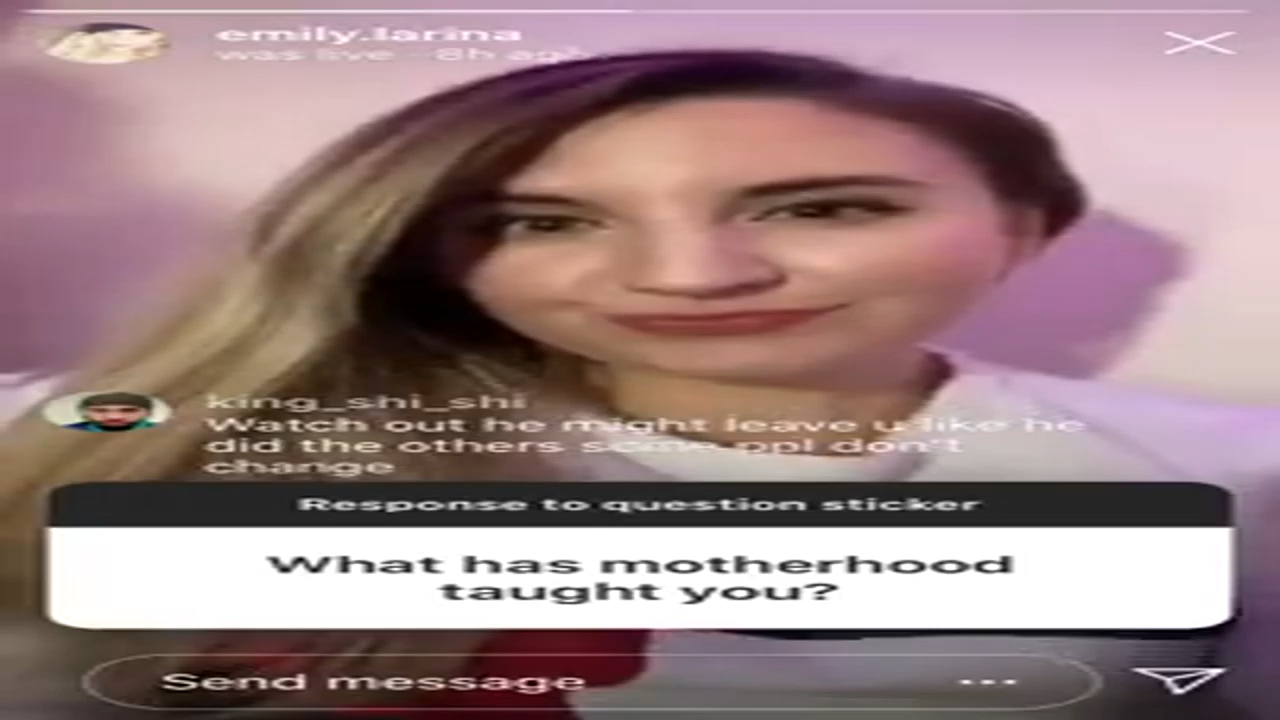 emily.larina
was live · 8h ago
king_shi_shi
Watch out he might leave u like he
did the others some ppl don't
change
Response to question sticker
What has motherhood
taught you?
Send message